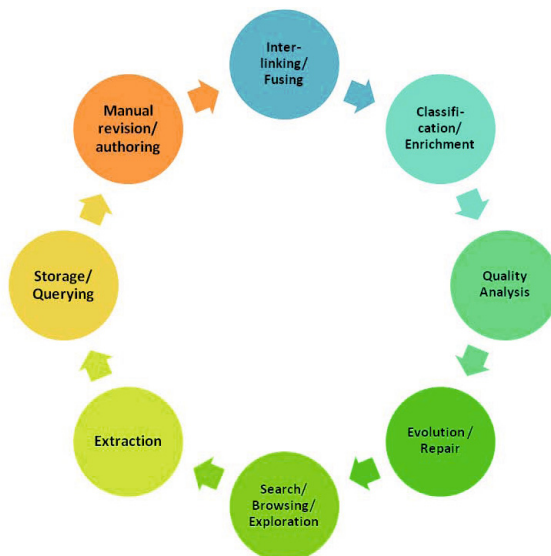 Inter-
linking/
Fusing
Classifi-
cation/
Enrichment
Quality
Analysis
Evolution /
Repair
Search/
Browsing/
Exploration
Extraction
Storage/
Querying
Manual
revision/
authoring